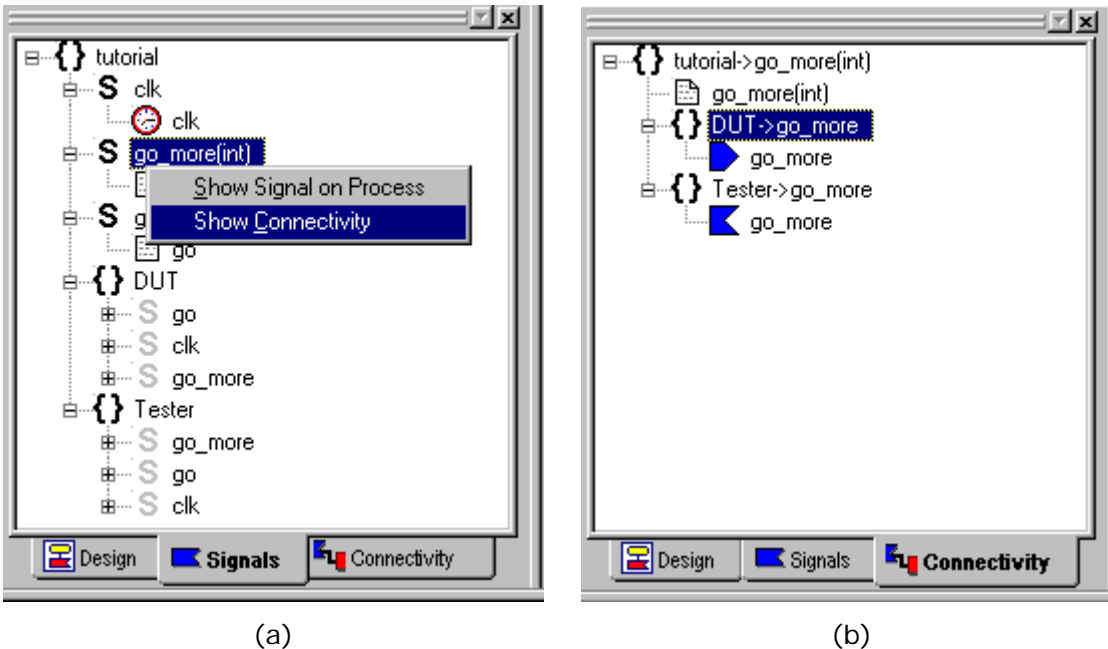 tutorial
S clk
clk
S go_more(int)
Show Signal on Process
S g
Show Connectivity
go
{} DUT
S go
S clk
S go_more
{} Tester
S go_more
S go
S clk
Design Signals Connectivity
(a)
tutorial->go_more(int)
go_more(int)
{} DUT->go_more
go_more
{} Tester->go_more
go_more
Design Signals Connectivity
(b)